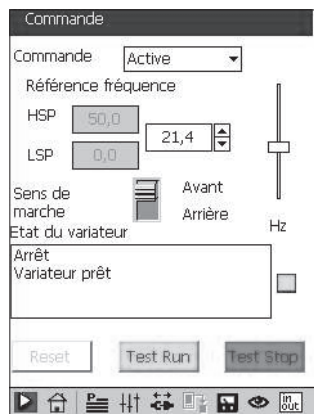 Commande
Commande Active
Référence fréquence
HSP 50,0
21,4
LSP 0,0
Sens de marche
Avant
Arrière
Hz
Etat du variateur
Arrêt
Variateur prêt
Reset Test Run Test Stop
in out